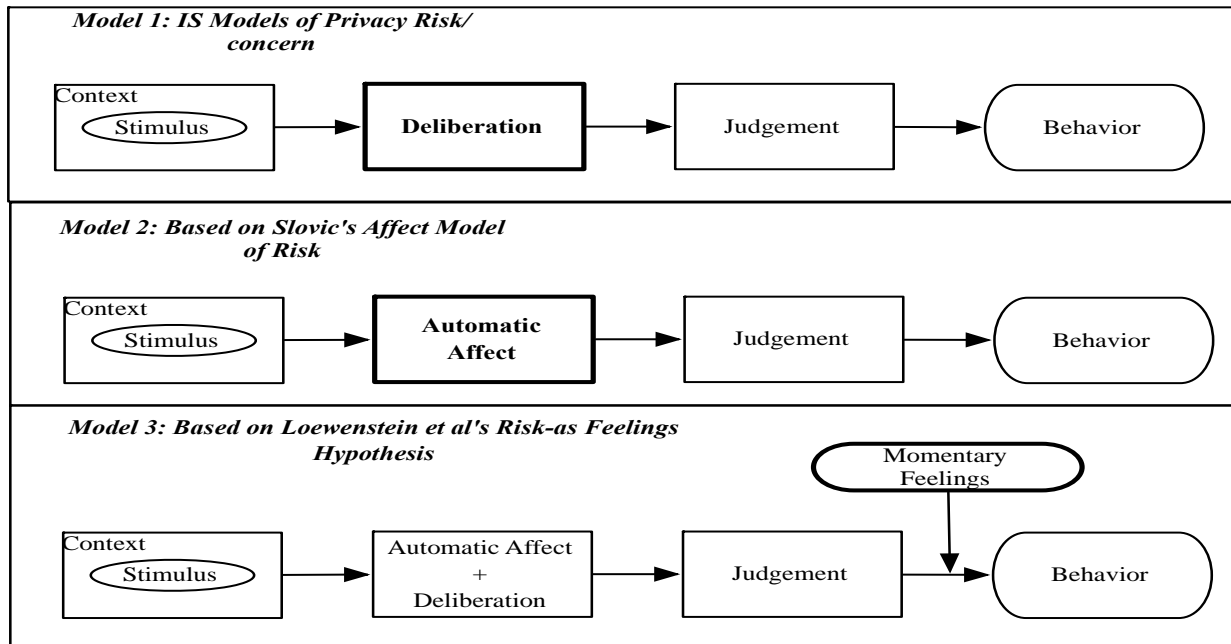 Model 1: IS Models of Privacy Risk/
concern
Context
Stimulus
Deliberation
Judgement
Behavior
Model 2: Based on Slovic's Affect Model
of Risk
Context
Stimulus
Automatic
Affect
Judgement
Behavior
Model 3: Based on Loewenstein et al's Risk-as Feelings
Hypothesis
Momentary
Feelings
Context
Stimulus
Automatic Affect
+
Deliberation
Judgement
Behavior